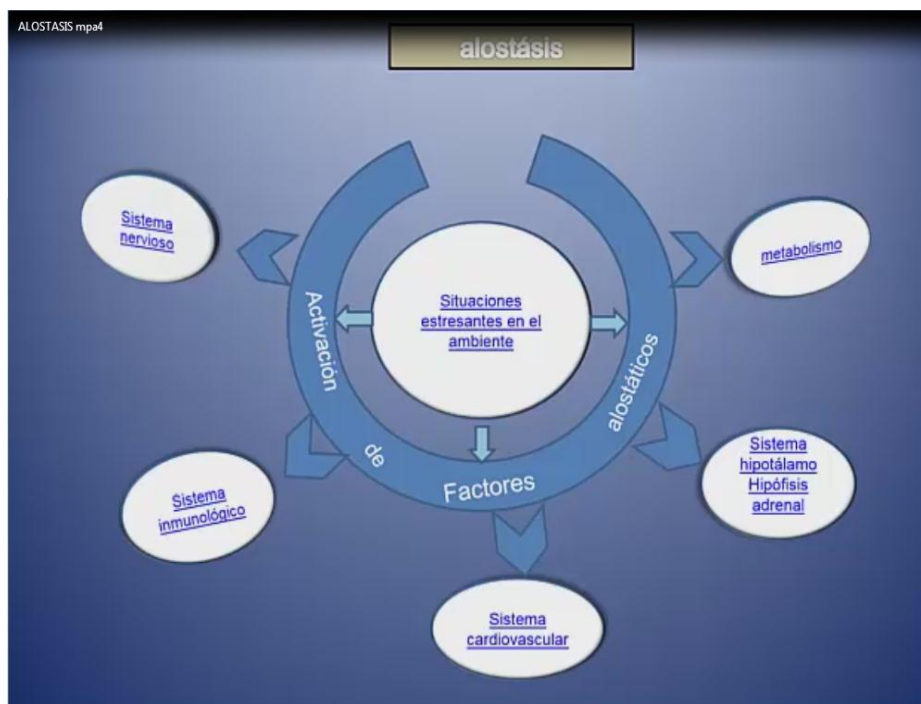 ALOSTASIS mpa4
alostásis
Sistema
nervioso
metabolismo
Situaciones
estresantes en el
ambiente
Activación
de
Factores
alostáticos
Sistema
inmunológico
Sistema
hipotálamo
Hipófisis
adrenal
Sistema
cardiovascular